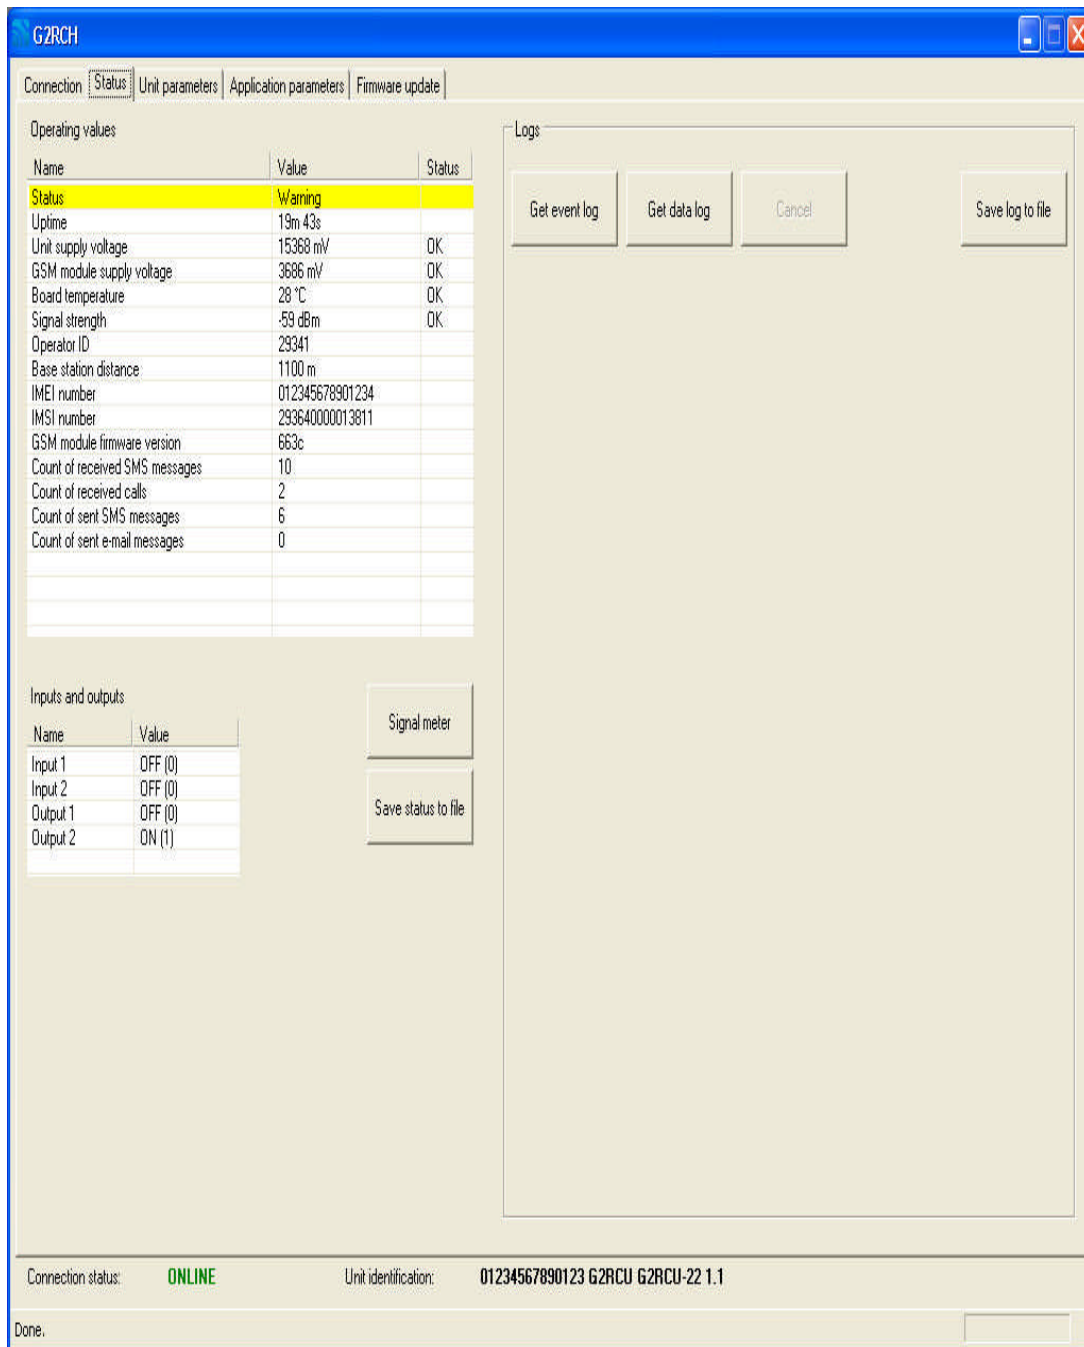 G2RCH
Connection Status Unit parameters Application parameters Firmware update
Operating values
Name Value Status
Status Warning
Uptime 19m 43s
Unit supply voltage 15368 mV OK
GSM module supply voltage 3686 mV OK
Board temperature 28 °C OK
Signal strength -59 dBm OK
Operator ID 29341
Base station distance 1100 m
IMEI number 012345678901234
IMSI number 293640000013811
GSM module firmware version 663c
Count of received SMS messages 10
Count of received calls 2
Count of sent SMS messages 6
Count of sent e-mail messages 0
Inputs and outputs
Name Value
Input 1 OFF (0)
Input 2 OFF (0)
Output 1 OFF (0)
Output 2 ON (1)
Signal meter
Save status to file
Logs
Get event log Get data log Cancel Save log to file
Connection status: ONLINE Unit identification: 01234567890123 G2RCU G2RCU-22 1.1
Done.